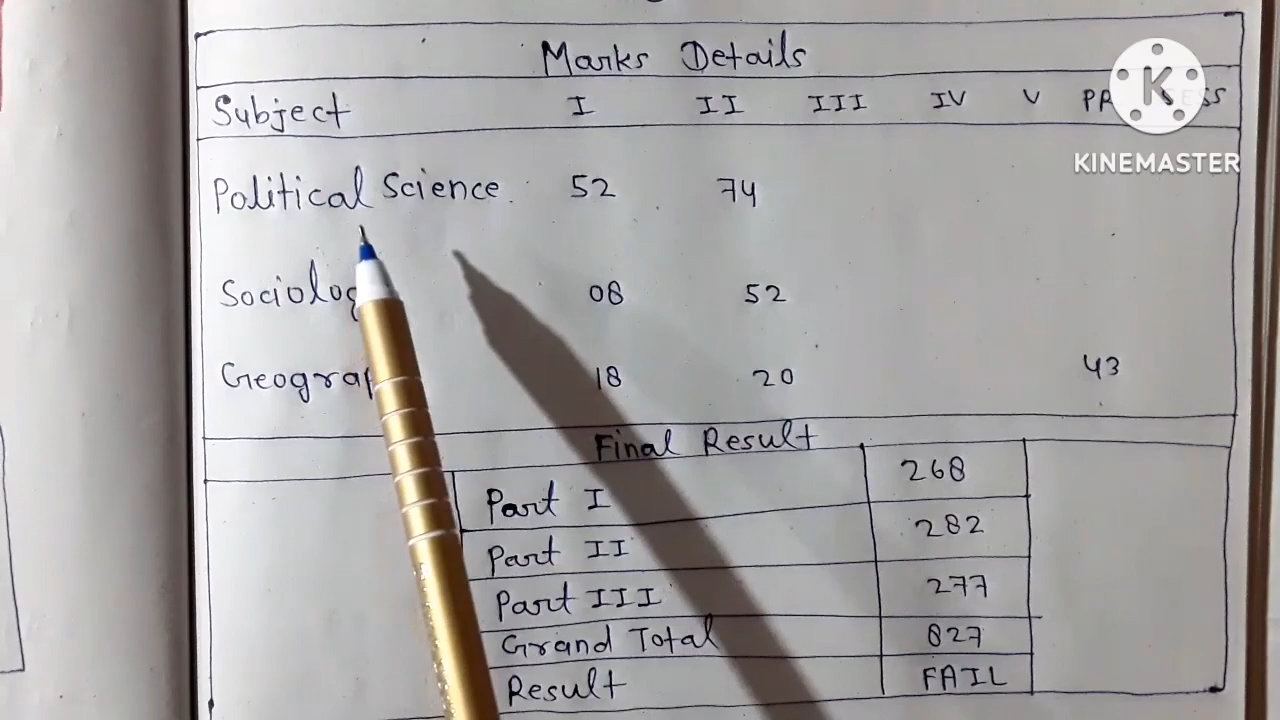 Marks Details
Subject I II III IV V
KINEMASTER
Political Science 52 74
08 52
18 20 43
Final Result
Part I 268
Part II 282
Part III 277
Grand Total 827
Result FAIL